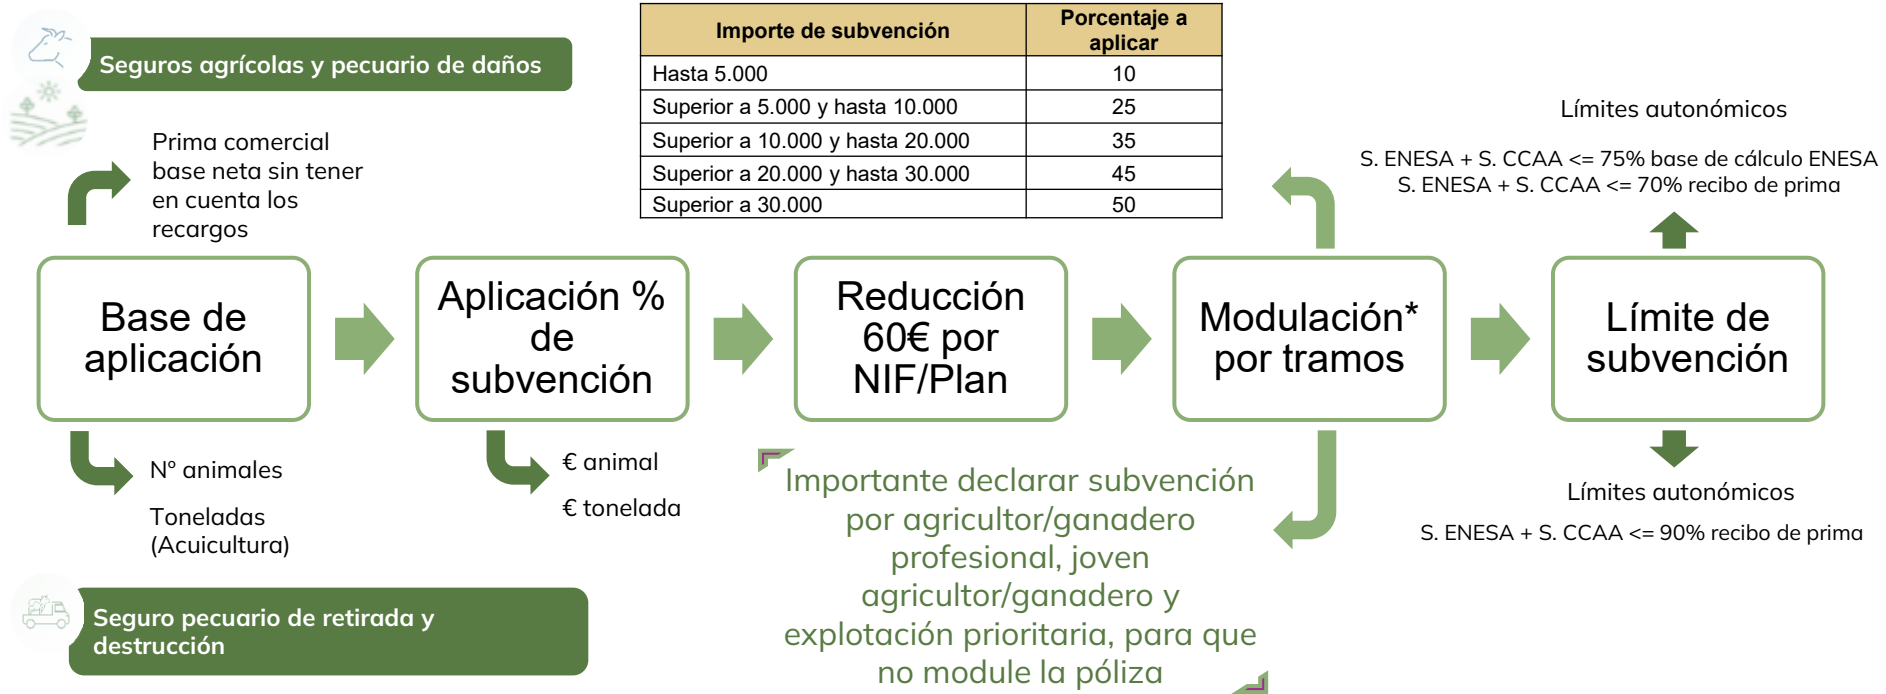 Seguros agrícolas y pecuario de daños
Importe de subvención
Porcentaje a
aplicar
Hasta 5.000
10
Superior a 5.000 y hasta 10.000
25
Superior a 10.000 y hasta 20.000
35
Superior a 20.000 y hasta 30.000
45
Superior a 30.000
50
Prima comercial
base neta sin tener
en cuenta los
recargos
Límites autonómicos
S. ENESA + S. CCAA <= 75% base de cálculo ENESA
S. ENESA + S. CCAA <= 70% recibo de prima
Base de
aplicación
Aplicación %
de
subvención
Reducción
60€ por
NIF/Plan
Modulación*
por tramos
Límite de
subvención
Nº animales
Toneladas
(Acuicultura)
€ animal
€ tonelada
Importante declarar subvención
por agricultor/ganadero
profesional, joven
agricultor/ganadero y
explotación prioritaria, para que
no module la póliza
Límites autonómicos
S. ENESA + S. CCAA <= 90% recibo de prima
Seguro pecuario de retirada y
destrucción